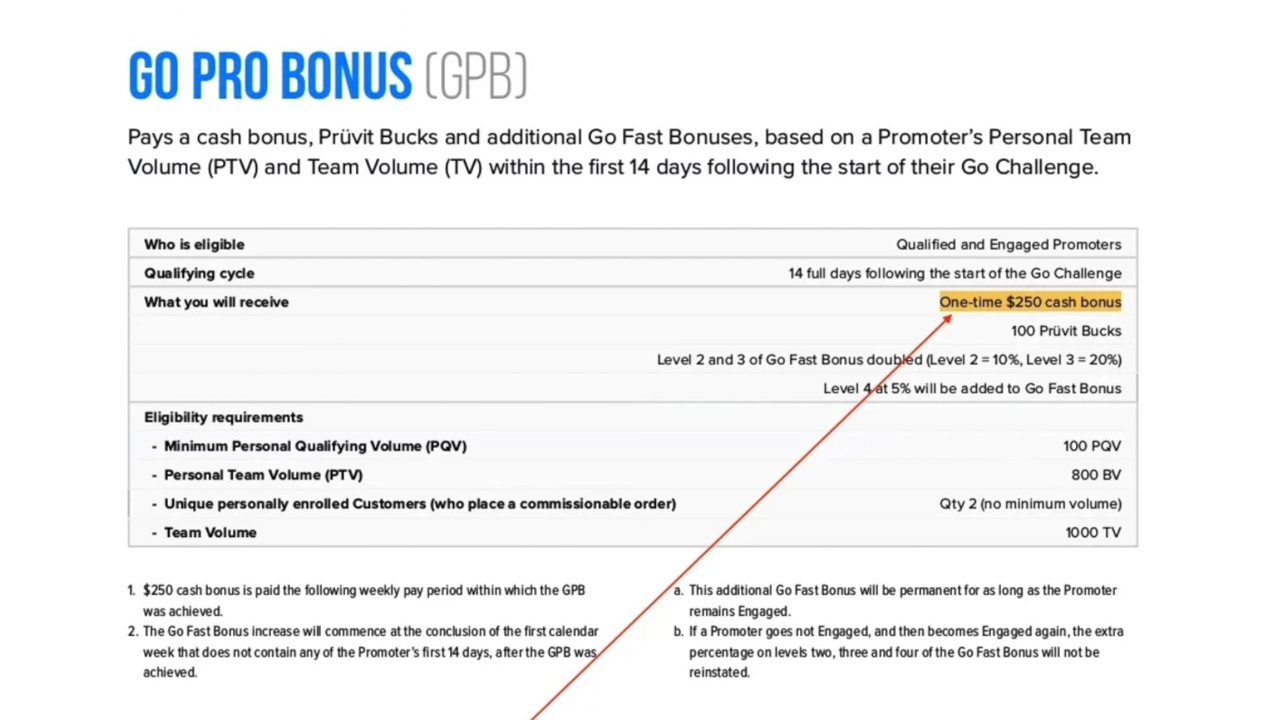 GO PRO BONUS (GPB)
Pays a cash bonus, Prüvit Bucks and additional Go Fast Bonuses, based on a Promoter's Personal Team
Volume (PTV) and Team Volume (TV) within the first 14 days following the start of their Go Challenge.
Who is eligible Qualified and Engaged Promoters
Qualifying cycle 14 full days following the start of the Go Challenge
What you will receive One-time $250 cash bonus
100 Prüvit Bucks
Level 2 and 3 of Go Fast Bonus doubled (Level 2 = 10%, Level 3 = 20%)
Level 4 at 5% will be added to Go Fast Bonus
Eligibility requirements
- Minimum Personal Qualifying Volume (PQV) 100 PQV
- Personal Team Volume (PTV) 800 BV
- Unique personally enrolled Customers (who place a commissionable order) Qty 2 (no minimum volume)
- Team Volume 1000 TV
1. $250 cash bonus is paid the following weekly pay period within which the GPB
was achieved.
2. The Go Fast Bonus increase will commence at the conclusion of the first calendar
week that does not contain any of the Promoter's first 14 days, after the GPB was
achieved.
a. This additional Go Fast Bonus will be permanent for as long as the Promoter
remains Engaged.
b. If a Promoter goes not Engaged, and then becomes Engaged again, the extra
percentage on levels two, three and four of the Go Fast Bonus will not be
reinstated.